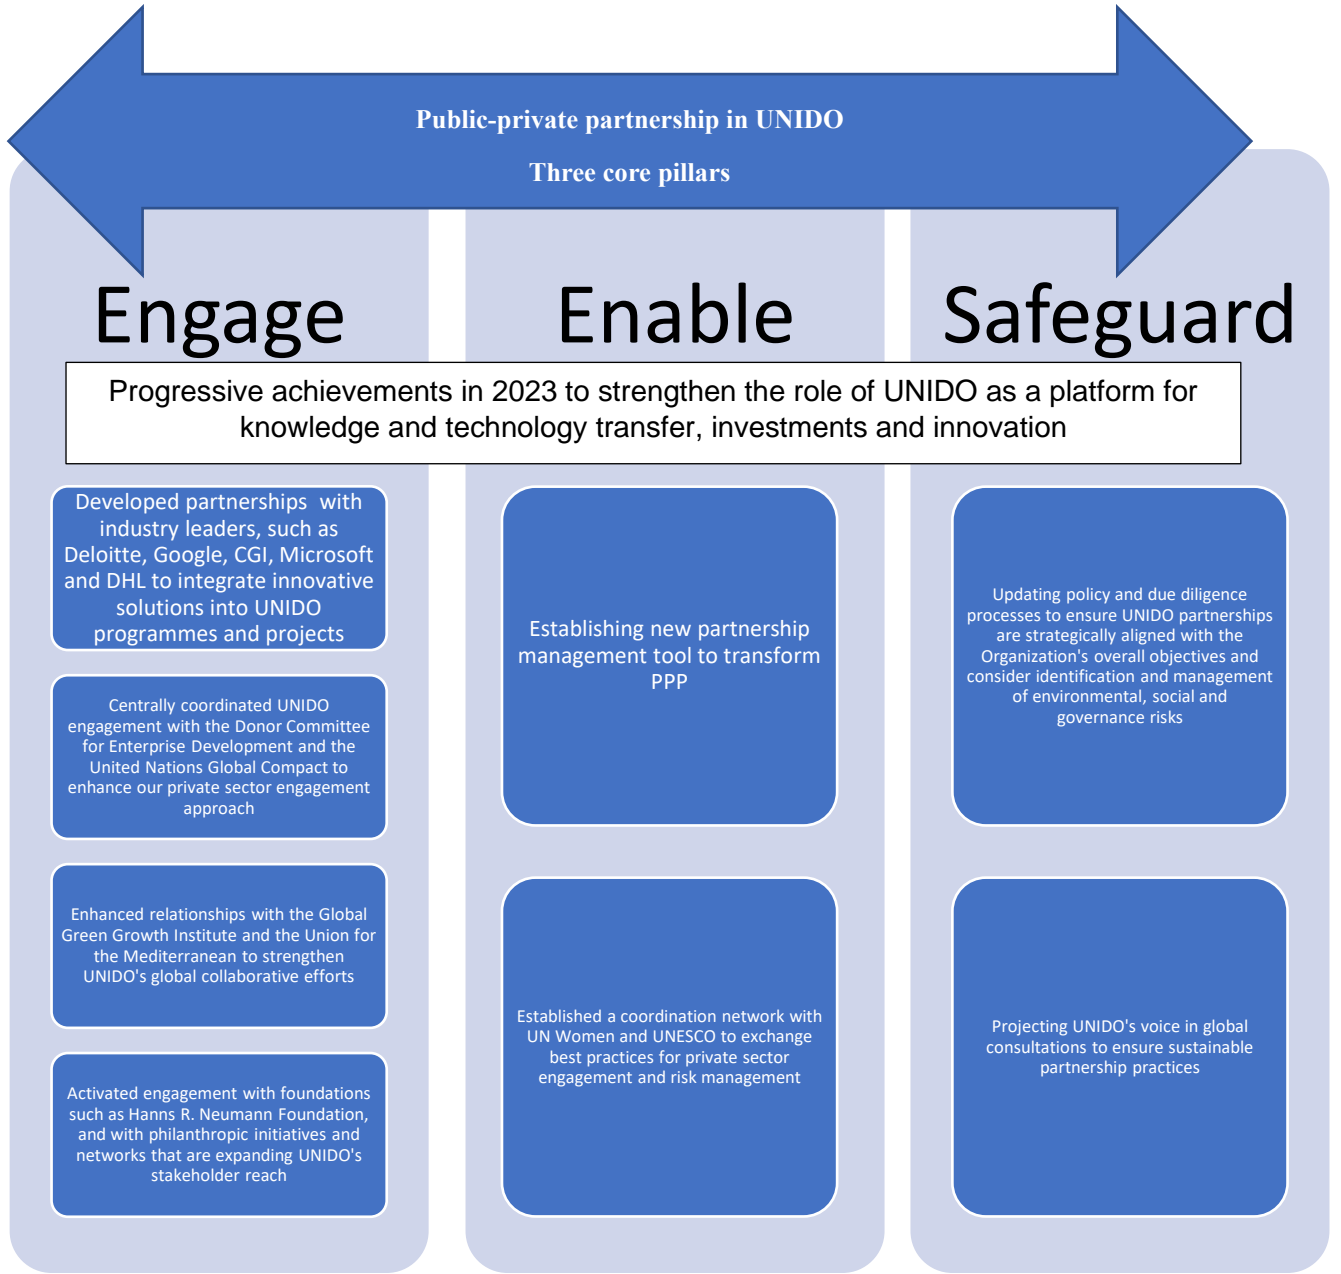 Public-private partnership in UNIDO
Three core pillars
Engage
Enable
Safeguard
Progressive achievements in 2023 to strengthen the role of UNIDO as a platform for
knowledge and technology transfer, investments and innovation
Developed partnerships with
industry leaders, such as
Deloitte, Google, CGI, Microsoft
and DHL to integrate innovative
solutions into UNIDO
programmes and projects
Centrally coordinated UNIDO
engagement with the Donor Committee
for Enterprise Development and the
United Nations Global Compact to
enhance our private sector engagement
approach
Enhanced relationships with the Global
Green Growth Institute and the Union for
the Mediterranean to strengthen
UNIDO's global collaborative efforts
Activated engagement with foundations
such as Hanns R. Neumann Foundation,
and with philanthropic initiatives and
networks that are expanding UNIDO's
stakeholder reach
Establishing new partnership
management tool to transform
PPP
Established a coordination network with
UN Women and UNESCO to exchange
best practices for private sector
engagement and risk management
Updating policy and due diligence
processes to ensure UNIDO partnerships
are strategically aligned with the
Organization's overall objectives and
consider identification and management
of environmental, social and
governance risks
Projecting UNIDO's voice in global
consultations to ensure sustainable
partnership practices